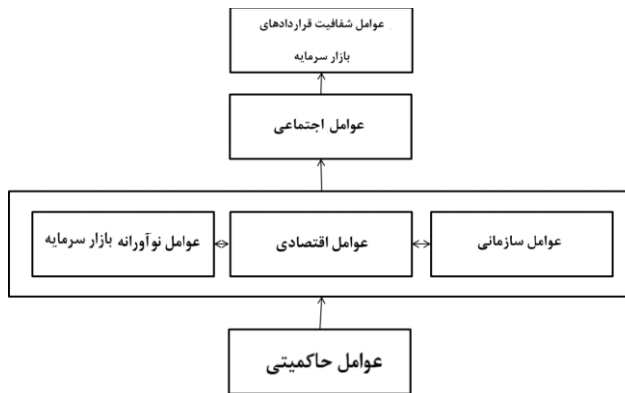 عوامل شفافیت قراردادهای
بازار سرمایه
عوامل اجتماعی
عوامل سازمانی
عوامل اقتصادی
عوامل نوآورانه بازار سرمایه
عوامل حاکمیتی